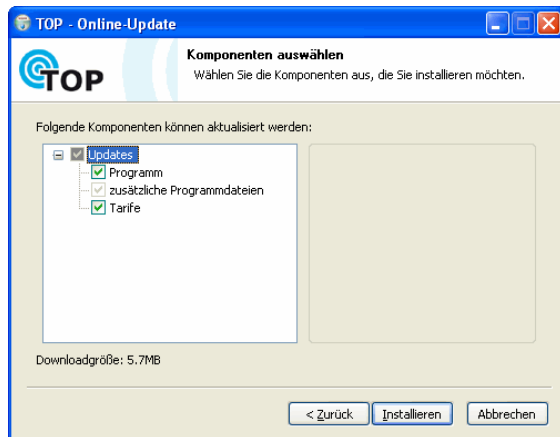 TOP - Online-Update
TOP
Komponenten auswählen
Wählen Sie die Komponenten aus, die Sie installieren möchten.
Folgende Komponenten können aktualisiert werden:
Updates
Programm
zusätzliche Programmdateien
Tarife
Downloadgröße: 5.7MB
< Zurück Installieren Abbrechen